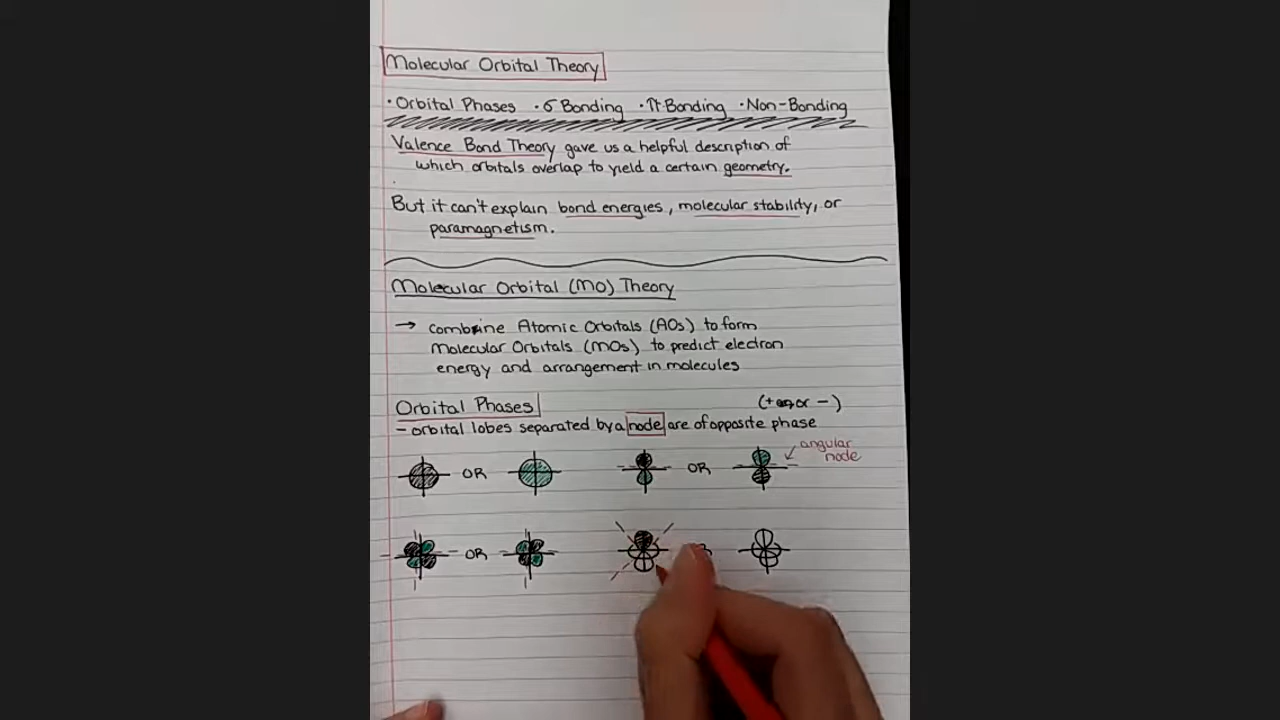 Molecular Orbital Theory
• Orbital Phases • σ Bonding • π Bonding • Non-Bonding
Valence Bond Theory gave us a helpful description of
which orbitals overlap to yield a certain geometry.
But it can't explain bond energies, molecular stability, or
paramagnetism.
Molecular Orbital (MO) Theory
→ combine Atomic Orbitals (AOs) to form
Molecular Orbitals (MOs) to predict electron
energy and arrangement in molecules
Orbital Phases
(+ or −)
- orbital lobes separated by a node are of opposite phase
OR
OR
angular
node
OR